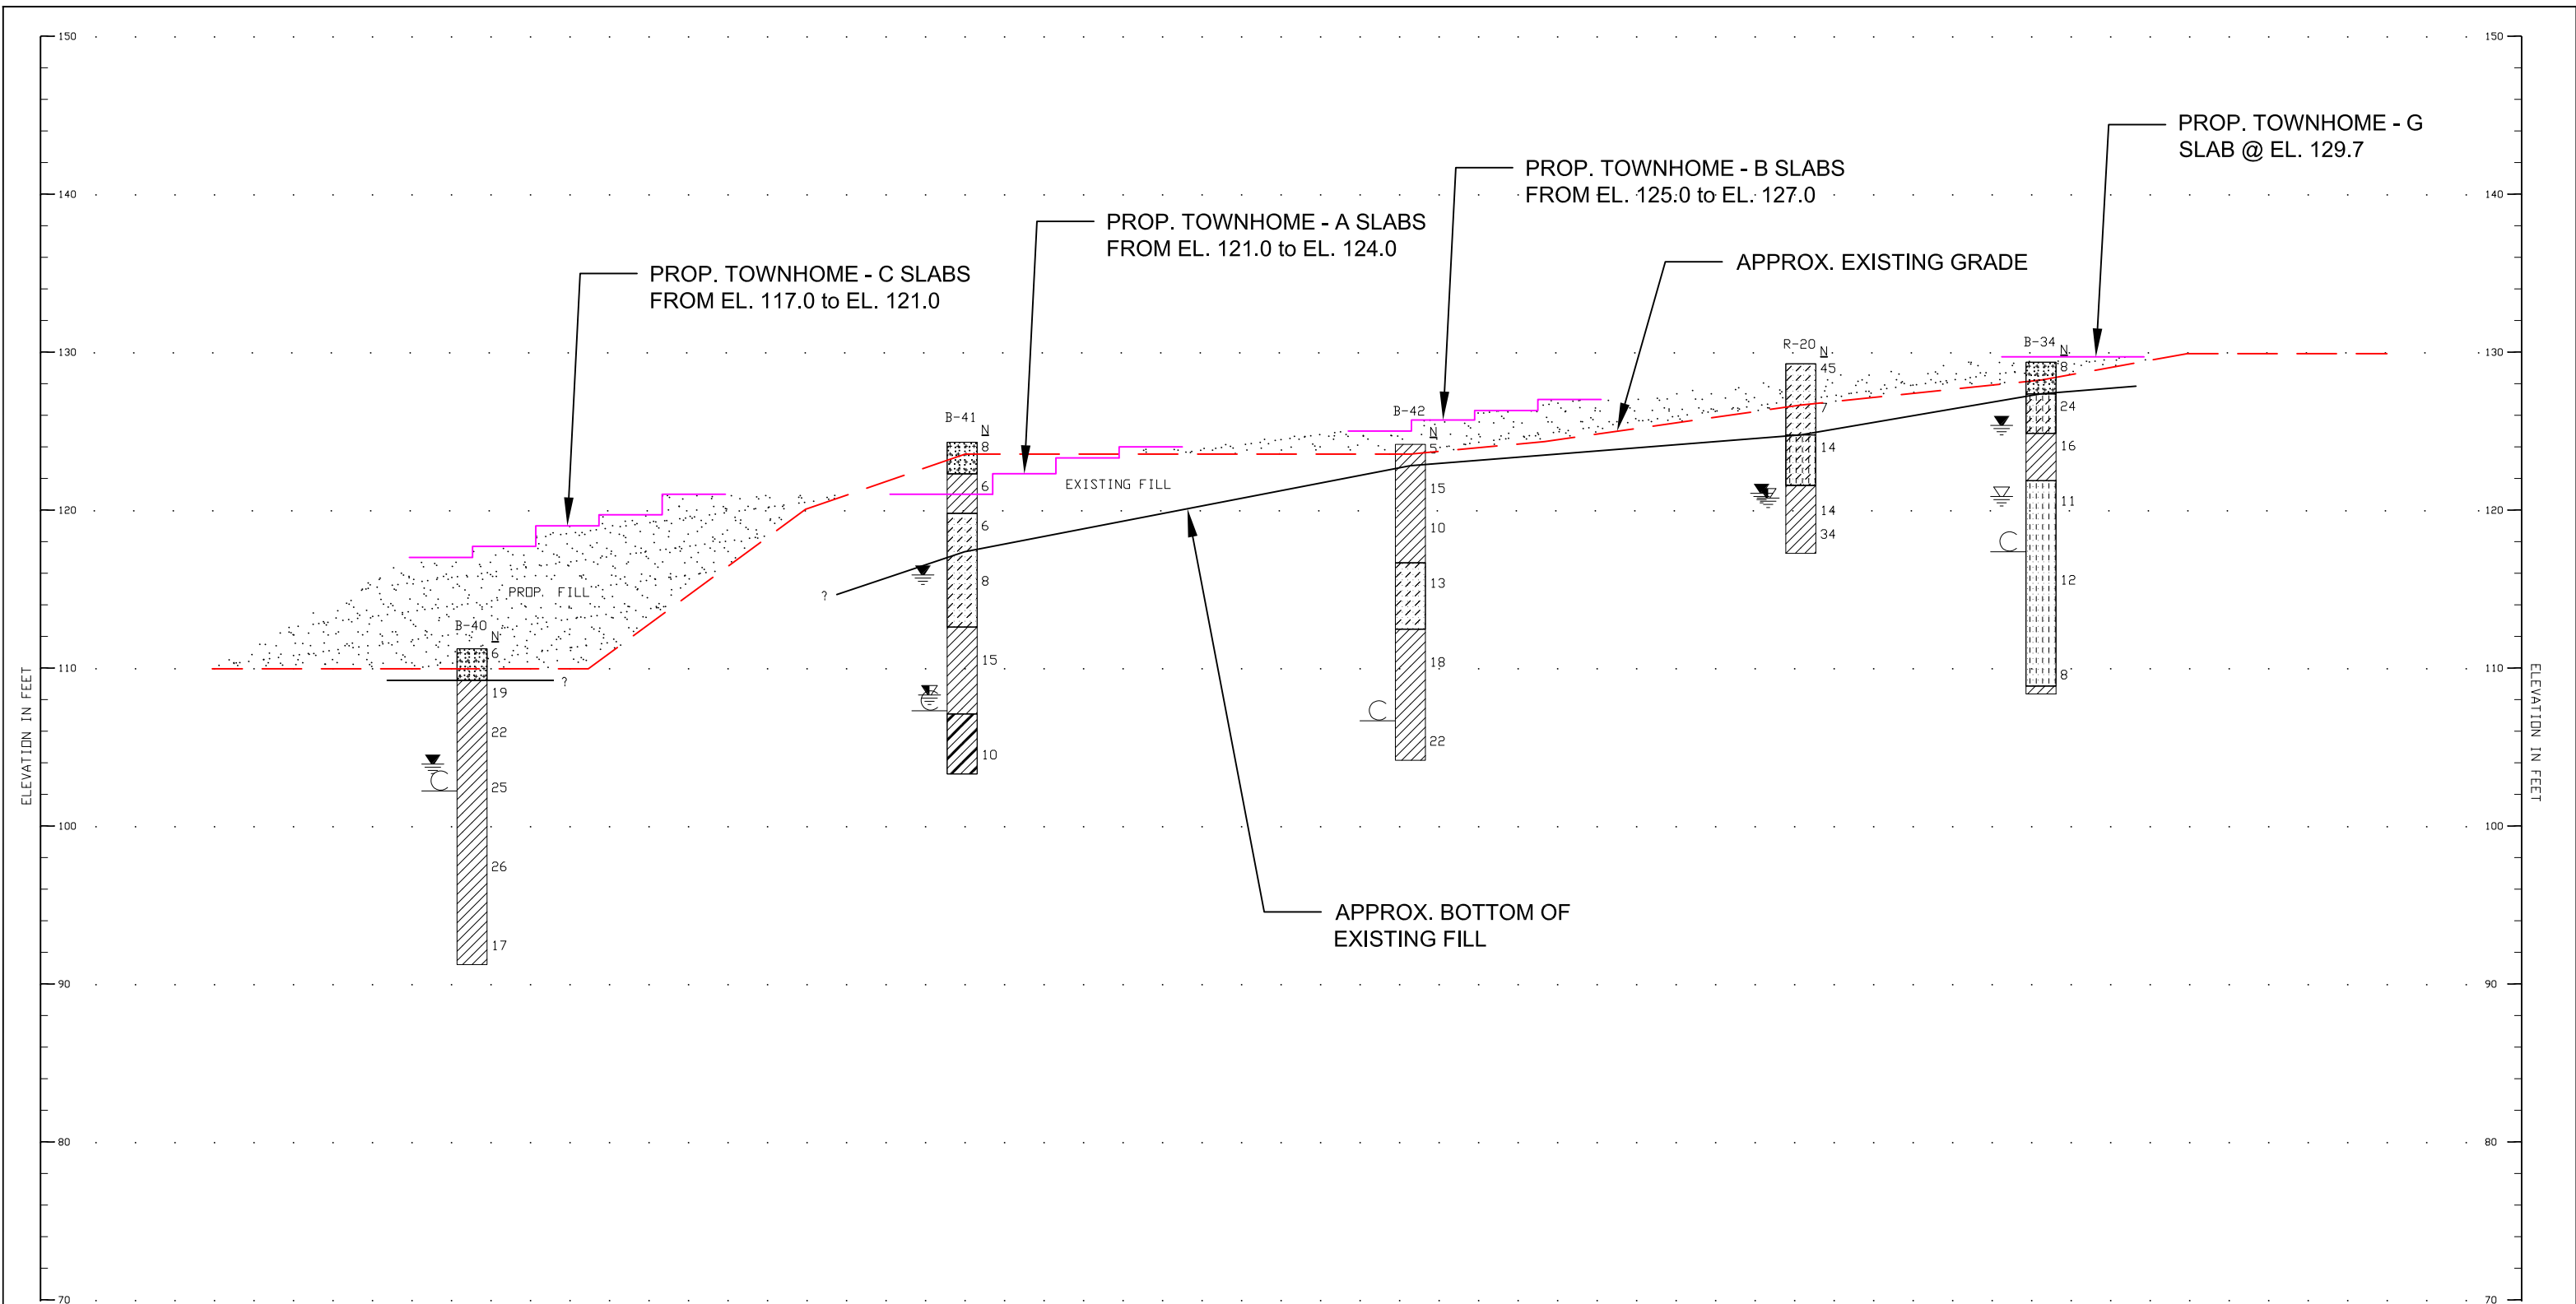 150
150
140
140
130
130
120
120
110
110
100
100
90
90
80
80
70
70
ELEVATION IN FEET
ELEVATION IN FEET
PROP. TOWNHOME - G
SLAB @ EL. 129.7
PROP. TOWNHOME - B SLABS
FROM EL. 125.0 to EL. 127.0
PROP. TOWNHOME - A SLABS
FROM EL. 121.0 to EL. 124.0
APPROX. EXISTING GRADE
PROP. TOWNHOME - C SLABS
FROM EL. 117.0 to EL. 121.0
PROP. FILL
EXISTING FILL
APPROX. BOTTOM OF
EXISTING FILL
B-40
N
6
19
22
25
26
17
?
C
B-41
N
8
6
6
8
15
10
?
C
B-42
N
5
15
10
13
18
22
C
R-20
N
45
7
14
14
34
B-34
N
8
24
16
11
12
8
C